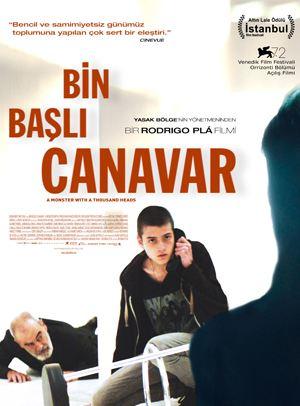 "Bencil ve samimiyetsiz günümüz
toplumuna yapılan çok sert bir eleştiri."
CINEVUE
Altın Lale Ödülü
İstanbul
film festivali
72
Venedik Film Festivali
Orrizonti Bölümü
Açılış Filmi
BİN
BAŞLI
CANAVAR
YASAK BÖLGE'NİN YÖNETMENİNDEN
BİR RODRIGO PLÁ FİLMİ
A MONSTER WITH A THOUSAND HEADS